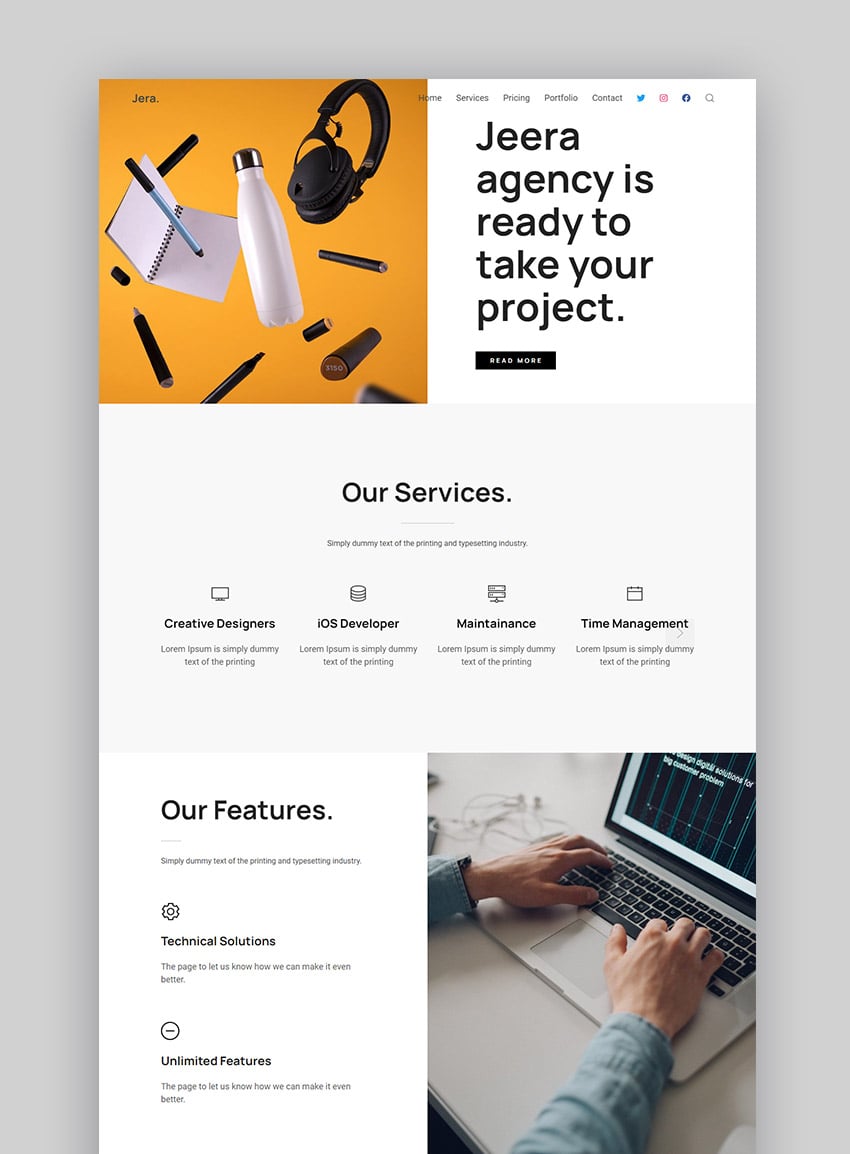 Jera.
Home Services Pricing Portfolio Contact
Jeera
agency is
ready to
take your
project.
READ MORE
3150
Our Services.
Simply dummy text of the printing and typesetting industry.
Creative Designers
Lorem Ipsum is simply dummy
text of the printing
iOS Developer
Lorem Ipsum is simply dummy
text of the printing
Maintainance
Lorem Ipsum is simply dummy
text of the printing
Time Management
Lorem Ipsum is simply dummy
text of the printing
Our Features.
Simply dummy text of the printing and typesetting industry.
Technical Solutions
The page to let us know how we can make it even
better.
Unlimited Features
The page to let us know how we can make it even
better.
design digital solutions for
big customer problem